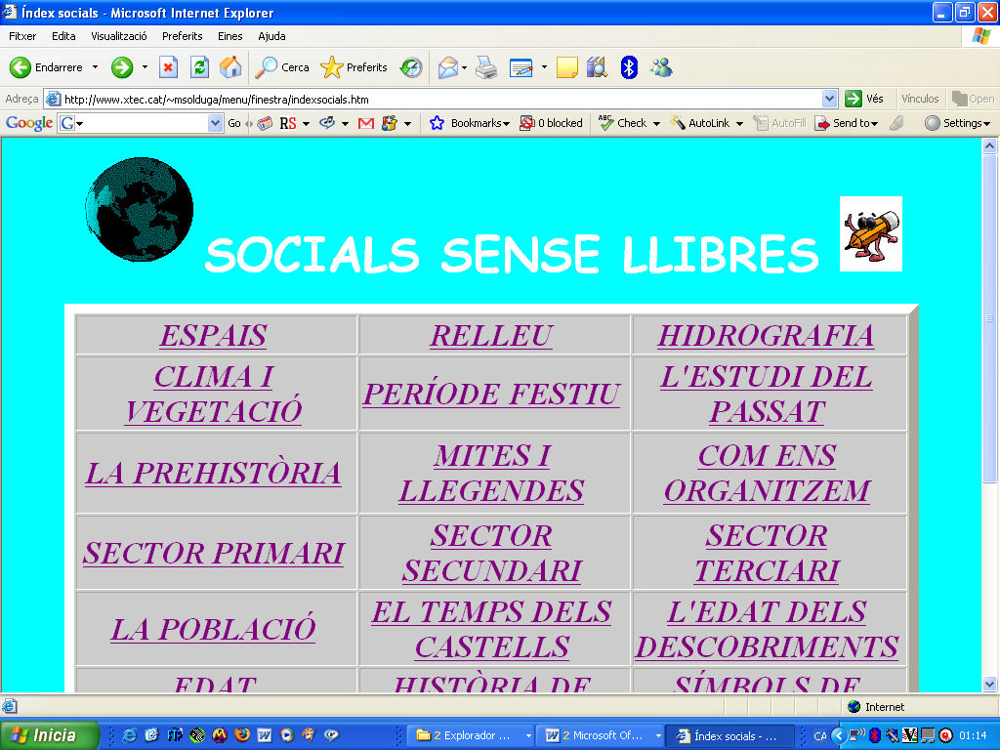 Índex socials - Microsoft Internet Explorer
Fitxer Edita Visualització Preferits Eines Ajuda
Endarrere Cerca Preferits
Adreça http://www.xtec.cat/~msolduga/menu/finestra/indexsocials.htm Vés Vínculos Open
Google G Go RS Bookmarks 0 blocked ABC Check AutoLink AutoFill Send to Settings
SOCIALS SENSE LLIBRES
ESPAIS RELLEU HIDROGRAFIA
CLIMA I
VEGETACIÓ
PERÍODE FESTIU
L'ESTUDI DEL
PASSAT
LA PREHISTÒRIA
MITES I
LLEGENDES
COM ENS
ORGANITZEM
SECTOR PRIMARI
SECTOR
SECUNDARI
SECTOR
TERCIARI
LA POBLACIÓ
EL TEMPS DELS
CASTELLS
L'EDAT DELS
DESCOBRIMENTS
EDAT
HISTÒRIA DE
SÍMBOLS DE
Internet
Inicia 2 Explorador ... 2 Microsoft Of... Índex socials - ... CA 01:14